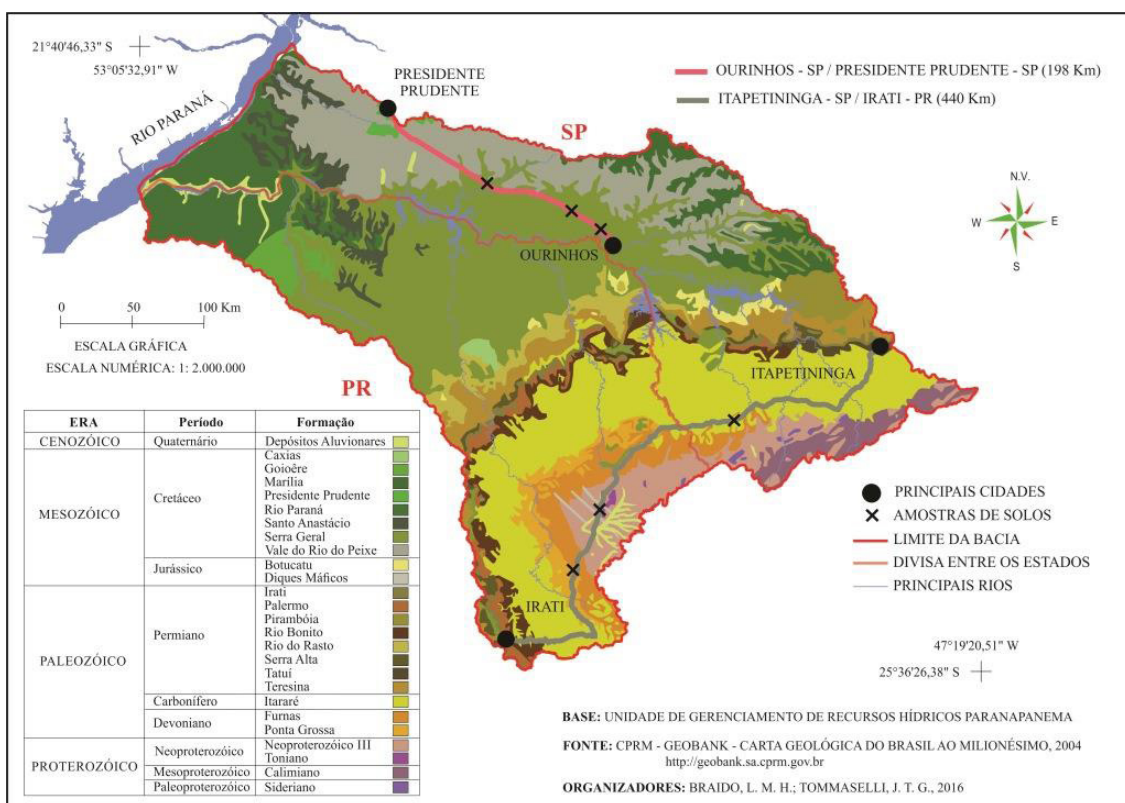 21°40'46,33" S
53°05'32,91" W
PRESIDENTE
PRUDENTE
OURINHOS - SP / PRESIDENTE PRUDENTE - SP (198 Km)
ITAPETININGA - SP / IRATI - PR (440 Km)
RIO PARANÁ
SP
N.V.
W
E
S
OURINHOS
0 50 100 Km
ESCALA GRÁFICA
ESCALA NUMÉRICA: 1: 2.000.000
ITAPETININGA
PR
IRATI
ERA Período Formação
CENOZÓICO Quaternário Depósitos Aluvionares
MESOZÓICO
Cretáceo
Caxias
Goioêre
Marília
Presidente Prudente
Rio Paraná
Santo Anastácio
Serra Geral
Vale do Rio do Peixe
Jurássico
Botucatu
Diques Máficos
PALEOZÓICO
Permiano
Irati
Palermo
Pirambóia
Rio Bonito
Rio do Rasto
Serra Alta
Tatuí
Teresina
Carbonífero Itararé
Devoniano
Furnas
Ponta Grossa
PROTEROZÓICO
Neoproterozóico
Neoproterozóico III
Toniano
Mesoproterozóico Calimiano
Paleoproterozóico Sideriano
PRINCIPAIS CIDADES
AMOSTRAS DE SOLOS
LIMITE DA BACIA
DIVISA ENTRE OS ESTADOS
PRINCIPAIS RIOS
47°19'20,51" W
25°36'26,38" S
BASE: UNIDADE DE GERENCIAMENTO DE RECURSOS HÍDRICOS PARANAPANEMA
FONTE: CPRM - GEOBANK - CARTA GEOLÓGICA DO BRASIL AO MILIONÉSIMO, 2004
http://geobank.sa.cprm.gov.br
ORGANIZADORES: BRAIDO, L. M. H.; TOMMASELLI, J. T. G., 2016